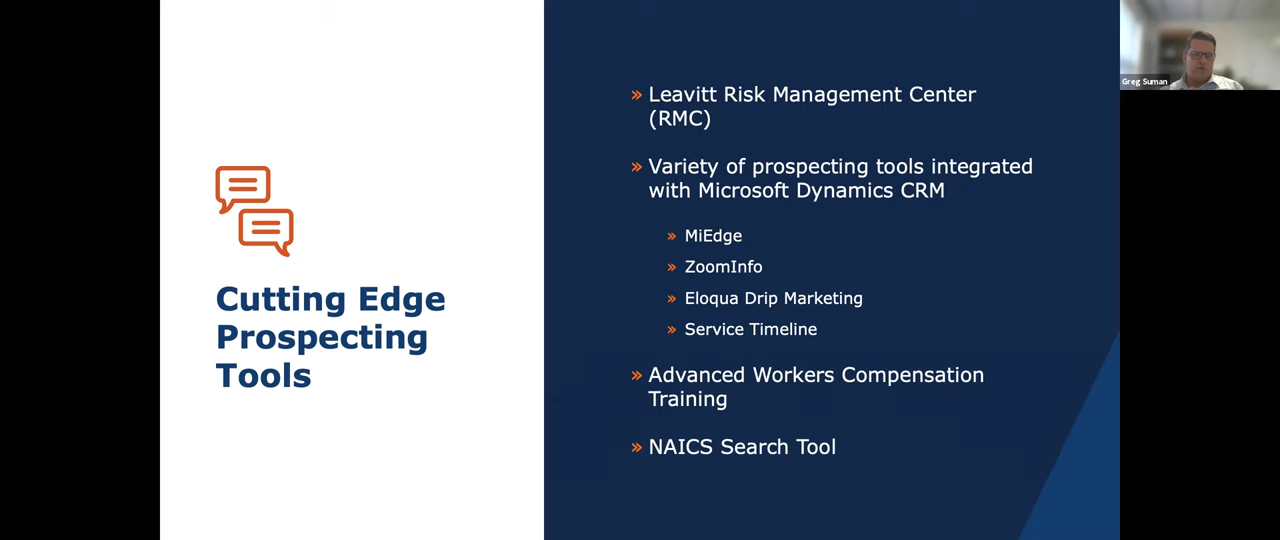 Cutting Edge
Prospecting
Tools
» Leavitt Risk Management Center
(RMC)
» Variety of prospecting tools integrated
with Microsoft Dynamics CRM
» MiEdge
» ZoomInfo
» Eloqua Drip Marketing
» Service Timeline
» Advanced Workers Compensation
Training
» NAICS Search Tool
Greg Suman